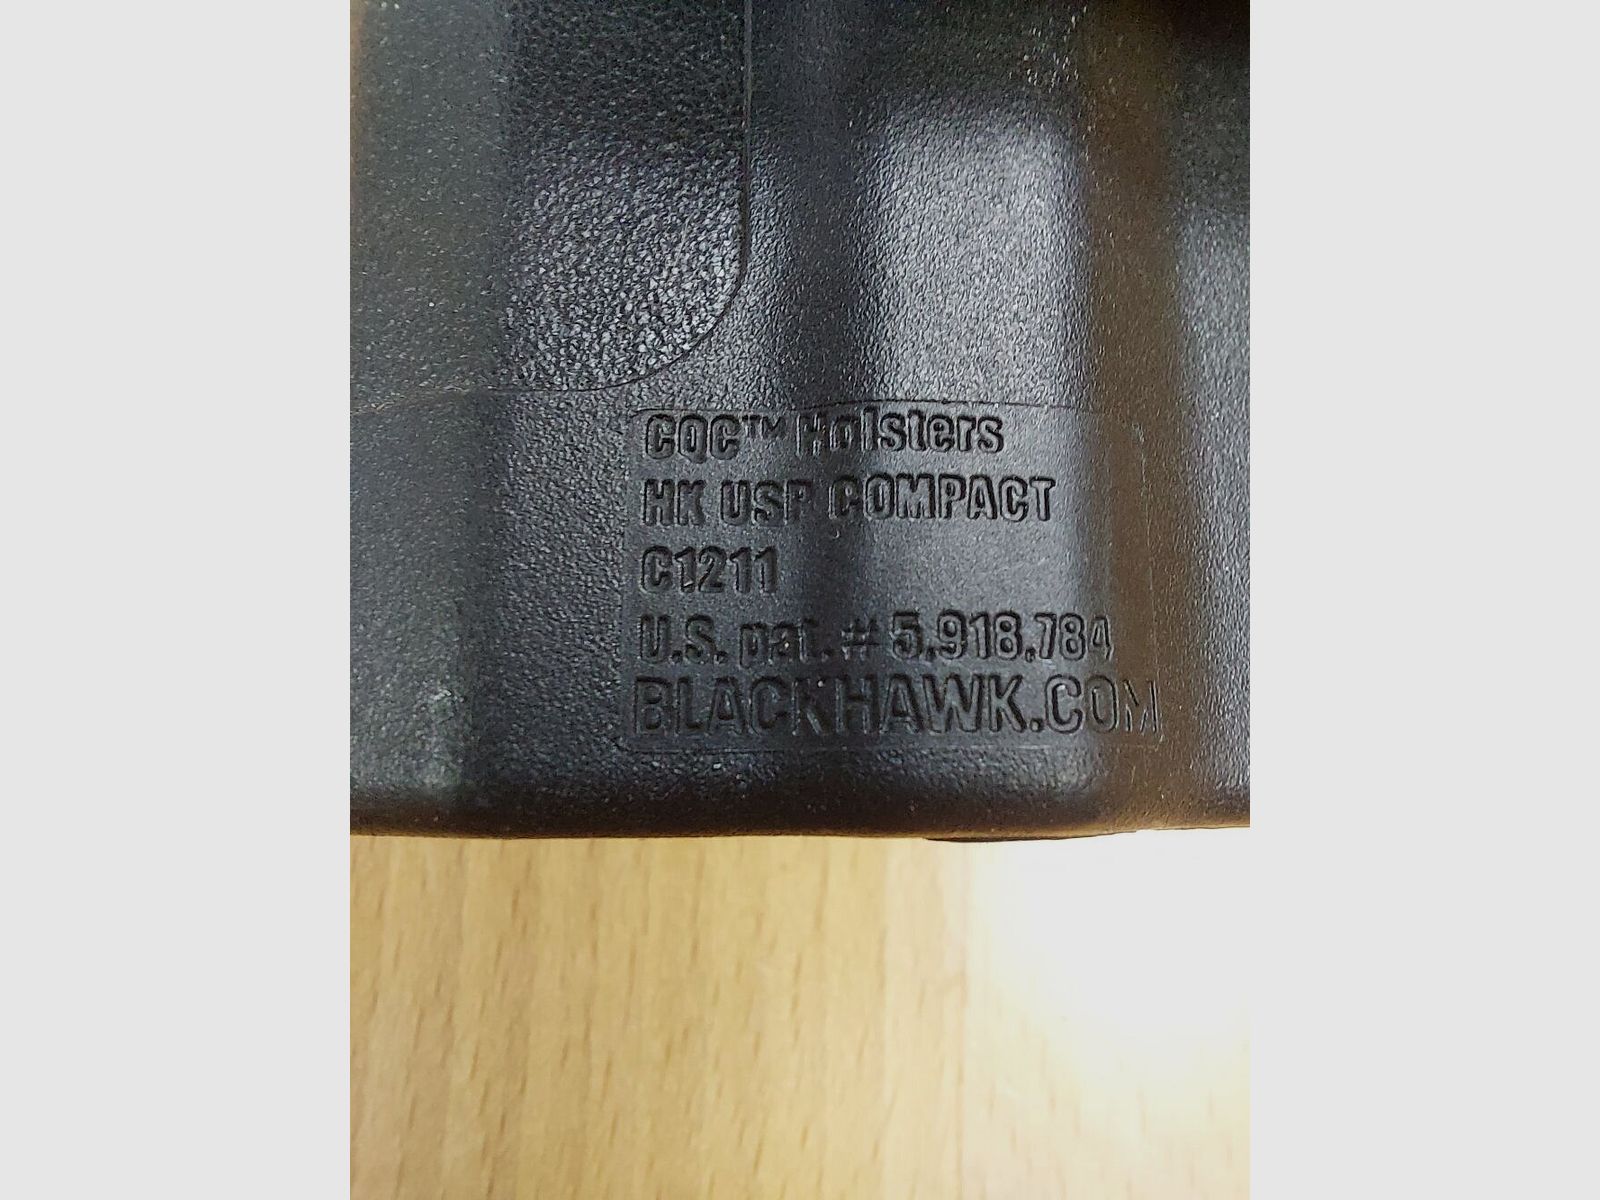 CQC™ Holsters
HK USP COMPACT
C1211
U.S. pat. # 5,918,784
BLACKHAWK.COM